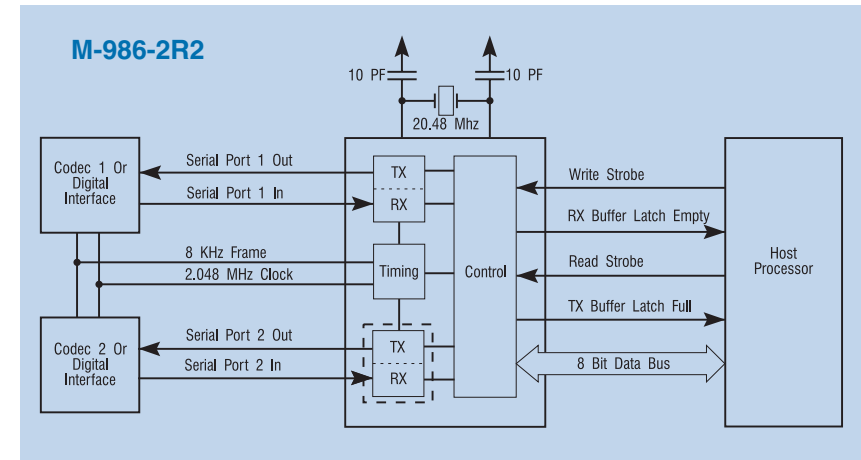 M-986-2R2
10 PF
10 PF
20.48 Mhz
Codec 1 Or
Digital
Interface
Serial Port 1 Out
Serial Port 1 In
TX
RX
8 KHz Frame
2.048 MHz Clock
Timing
Control
Codec 2 Or
Digital
Interface
Serial Port 2 Out
Serial Port 2 In
TX
RX
Write Strobe
RX Buffer Latch Empty
Read Strobe
TX Buffer Latch Full
8 Bit Data Bus
Host
Processor